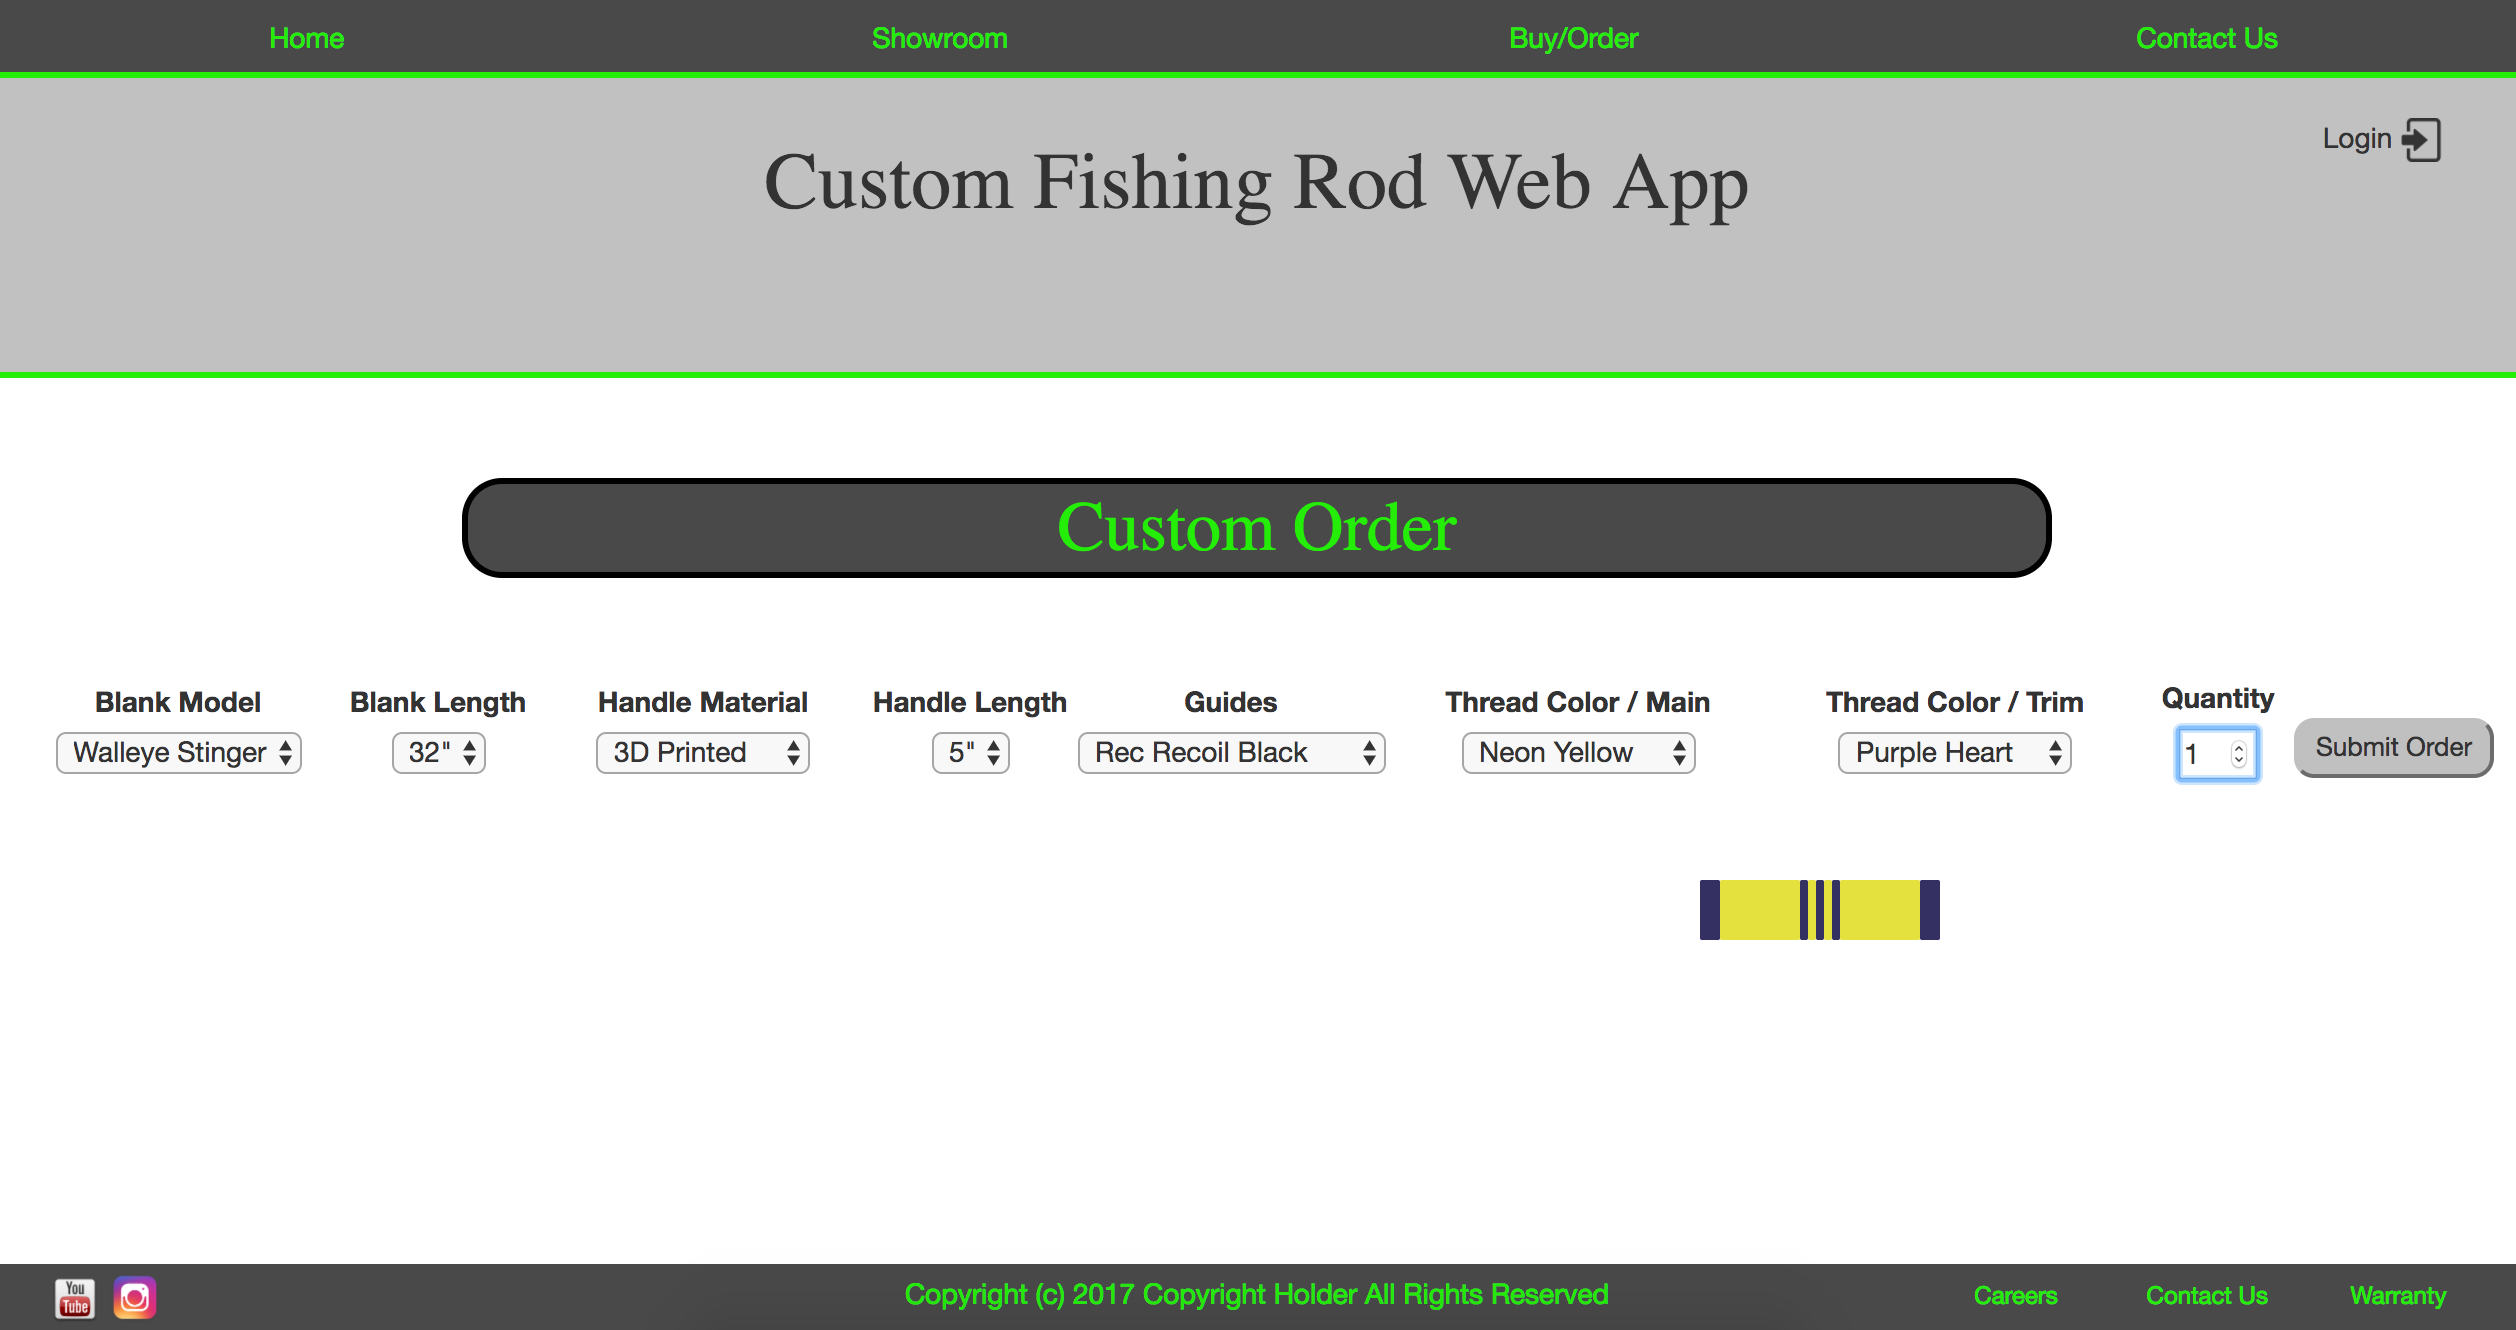 Home Showroom Buy/Order Contact Us
Login
Custom Fishing Rod Web App
Custom Order
Blank Model Blank Length Handle Material Handle Length Guides Thread Color / Main Thread Color / Trim Quantity
Walleye Stinger 32" 3D Printed 5" Rec Recoil Black Neon Yellow Purple Heart 1 Submit Order
You
Tube
Copyright (c) 2017 Copyright Holder All Rights Reserved Careers Contact Us Warranty